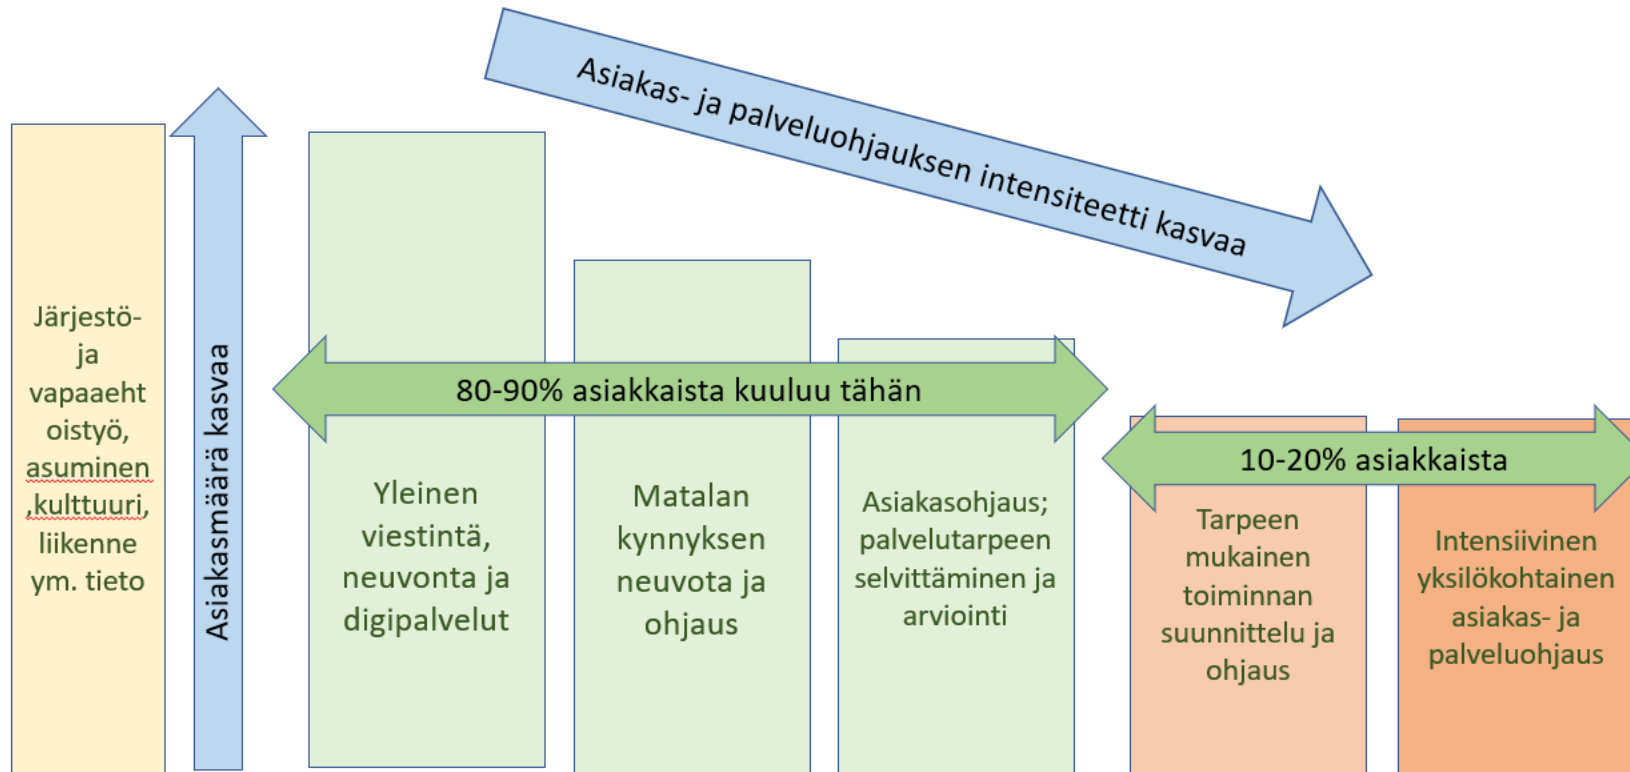 Asiakas- ja palveluohjauksen intensiteetti kasvaa
Järjestö-
ja
vapaaeht
oistyö,
asuminen
,kulttuuri,
liikenne
ym. tieto
Asiakasmäärä kasvaa
80-90% asiakkaista kuuluu tähän
Yleinen
viestintä,
neuvonta ja
digipalvelut
Matalan
kynnyksen
neuvota ja
ohjaus
Asiakasohjaus;
palvelutarpeen
selvittäminen ja
arviointi
10-20% asiakkaista
Tarpeen
mukainen
toiminnan
suunnittelu ja
ohjaus
Intensiivinen
yksilökohtainen
asiakas- ja
palveluohjaus